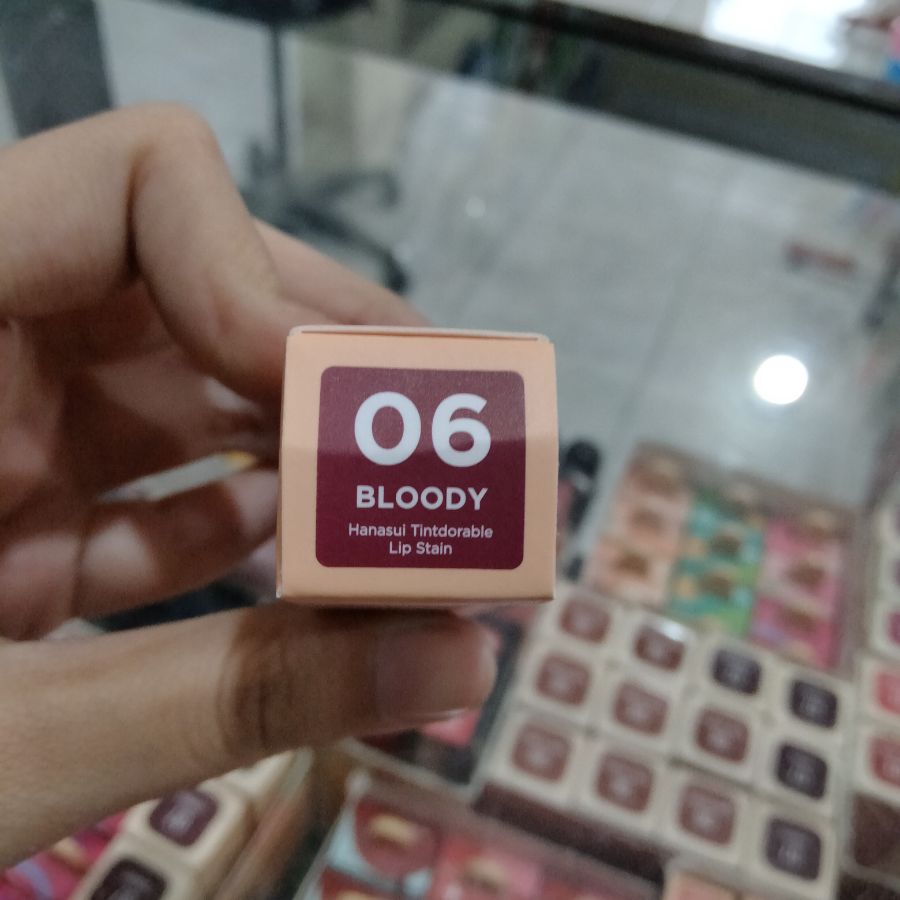 06
BLOODY
Hanasui Tintdorable
Lip Stain